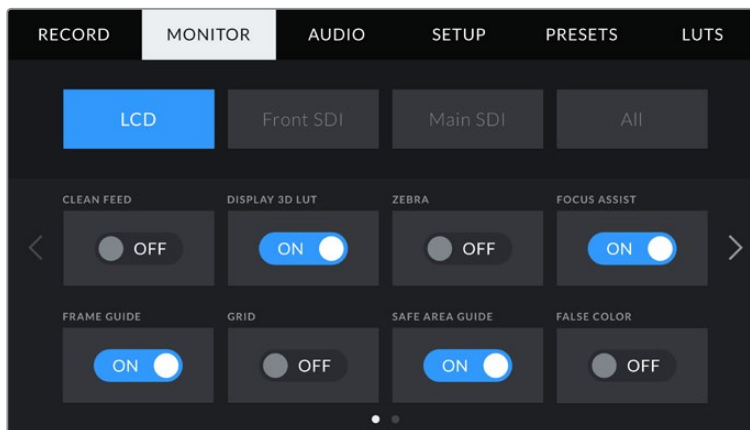 RECORD MONITOR AUDIO SETUP PRESETS LUTS
LCD Front SDI Main SDI All
CLEAN FEED DISPLAY 3D LUT ZEBRA FOCUS ASSIST
OFF ON OFF ON
FRAME GUIDE GRID SAFE AREA GUIDE FALSE COLOR
ON OFF ON OFF